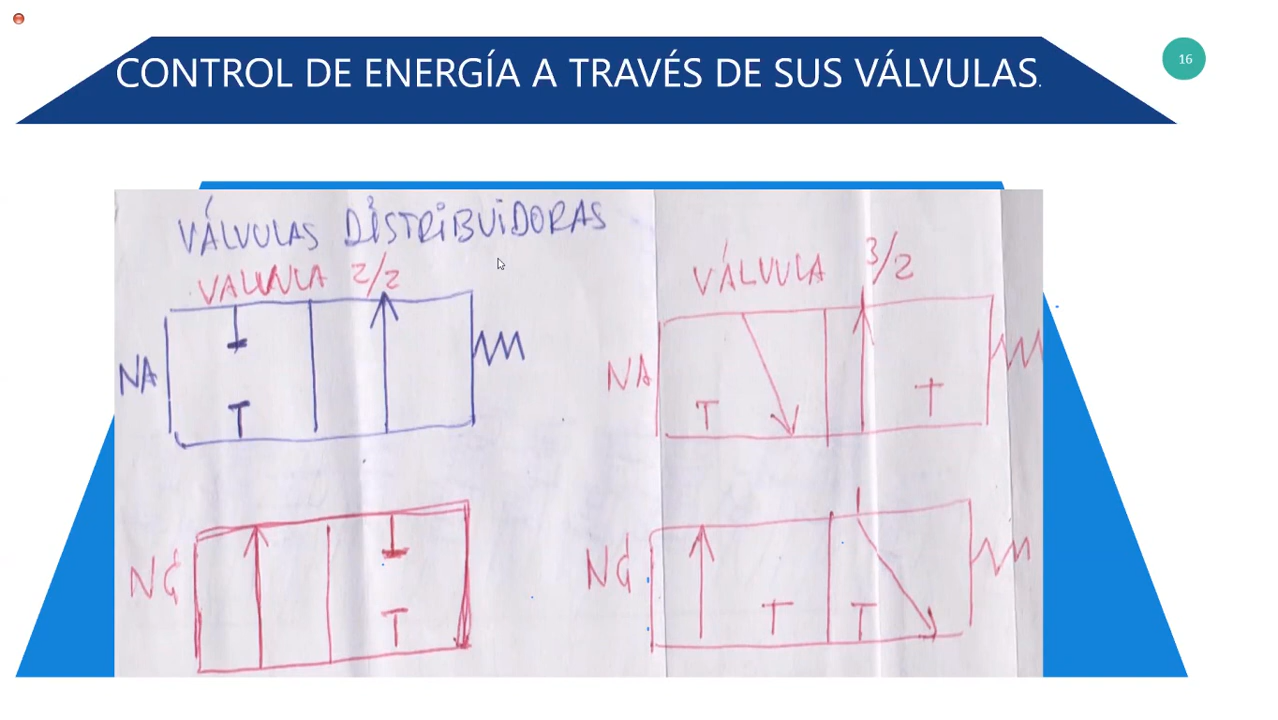 CONTROL DE ENERGÍA A TRAVÉS DE SUS VÁLVULAS.
16
VÁLVULAS DISTRIBUIDORAS
VALVULA 2/2
VÁLVULA 3/2
NA
T
NA
T
T
NC
T
NC
T
T